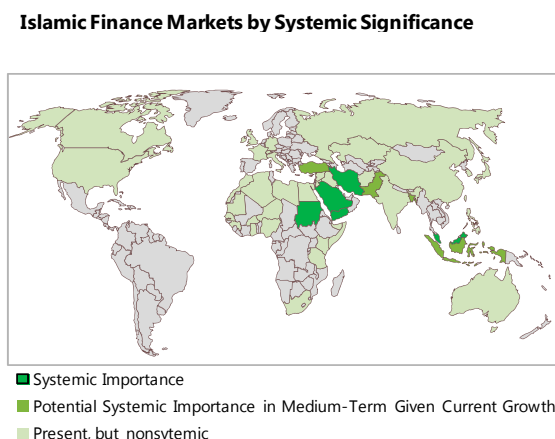 Islamic Finance Markets by Systemic Significance
Systemic Importance
Potential Systemic Importance in Medium-Term Given Current Growth
Present, but nonsytemic